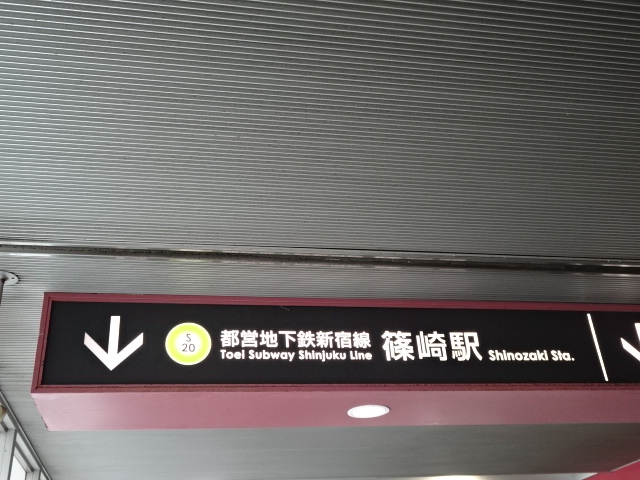 S
20
都営地下鉄新宿線
Toei Subway Shinjuku Line
篠崎駅 Shinozaki Sta.